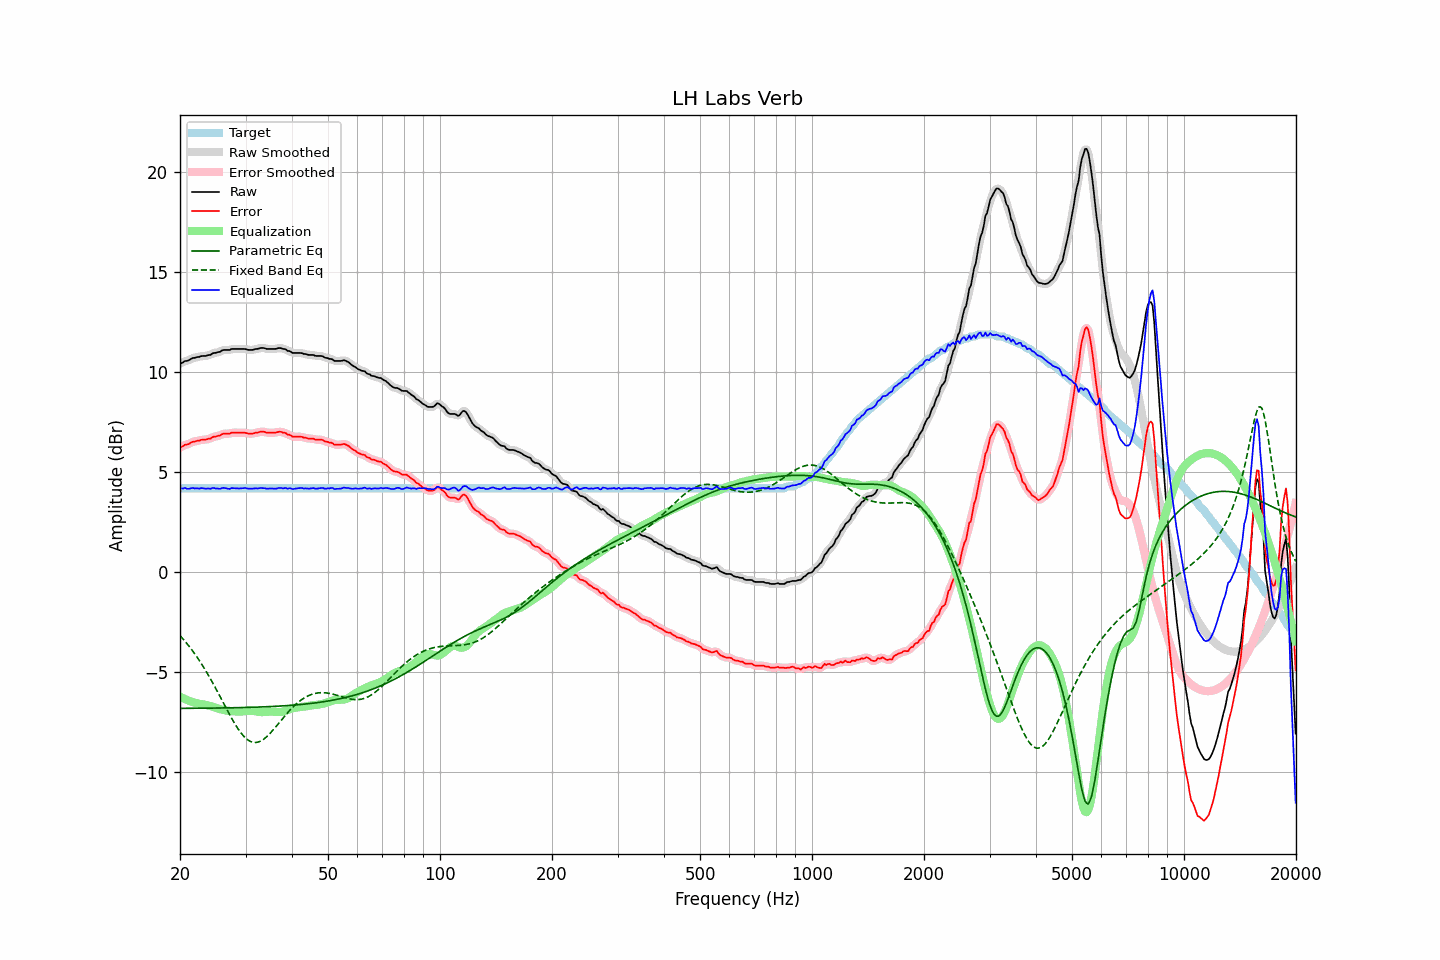 LH Labs Verb
Target
Raw Smoothed
Error Smoothed
Raw
Error
Equalization
Parametric Eq
Fixed Band Eq
Equalized
Amplitude (dBr)
20
15
10
5
0
−5
−10
20 50 100 200 500 1000 2000 5000 10000 20000
Frequency (Hz)